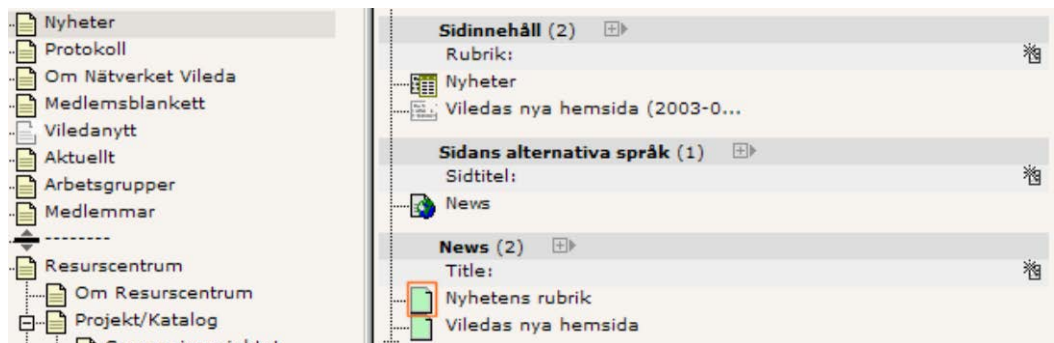 Nyheter
Protokoll
Om Nätverket Vileda
Medlemsblankett
Viledanytt
Aktuellt
Arbetsgrupper
Medlemmar
--------
Resurscentrum
Om Resurscentrum
Projekt/Katalog
Sidinnehåll (2)
Rubrik:
Nyheter
Viledas nya hemsida (2003-0...
Sidans alternativa språk (1)
Sidtitel:
News
News (2)
Title:
Nyhetens rubrik
Viledas nya hemsida